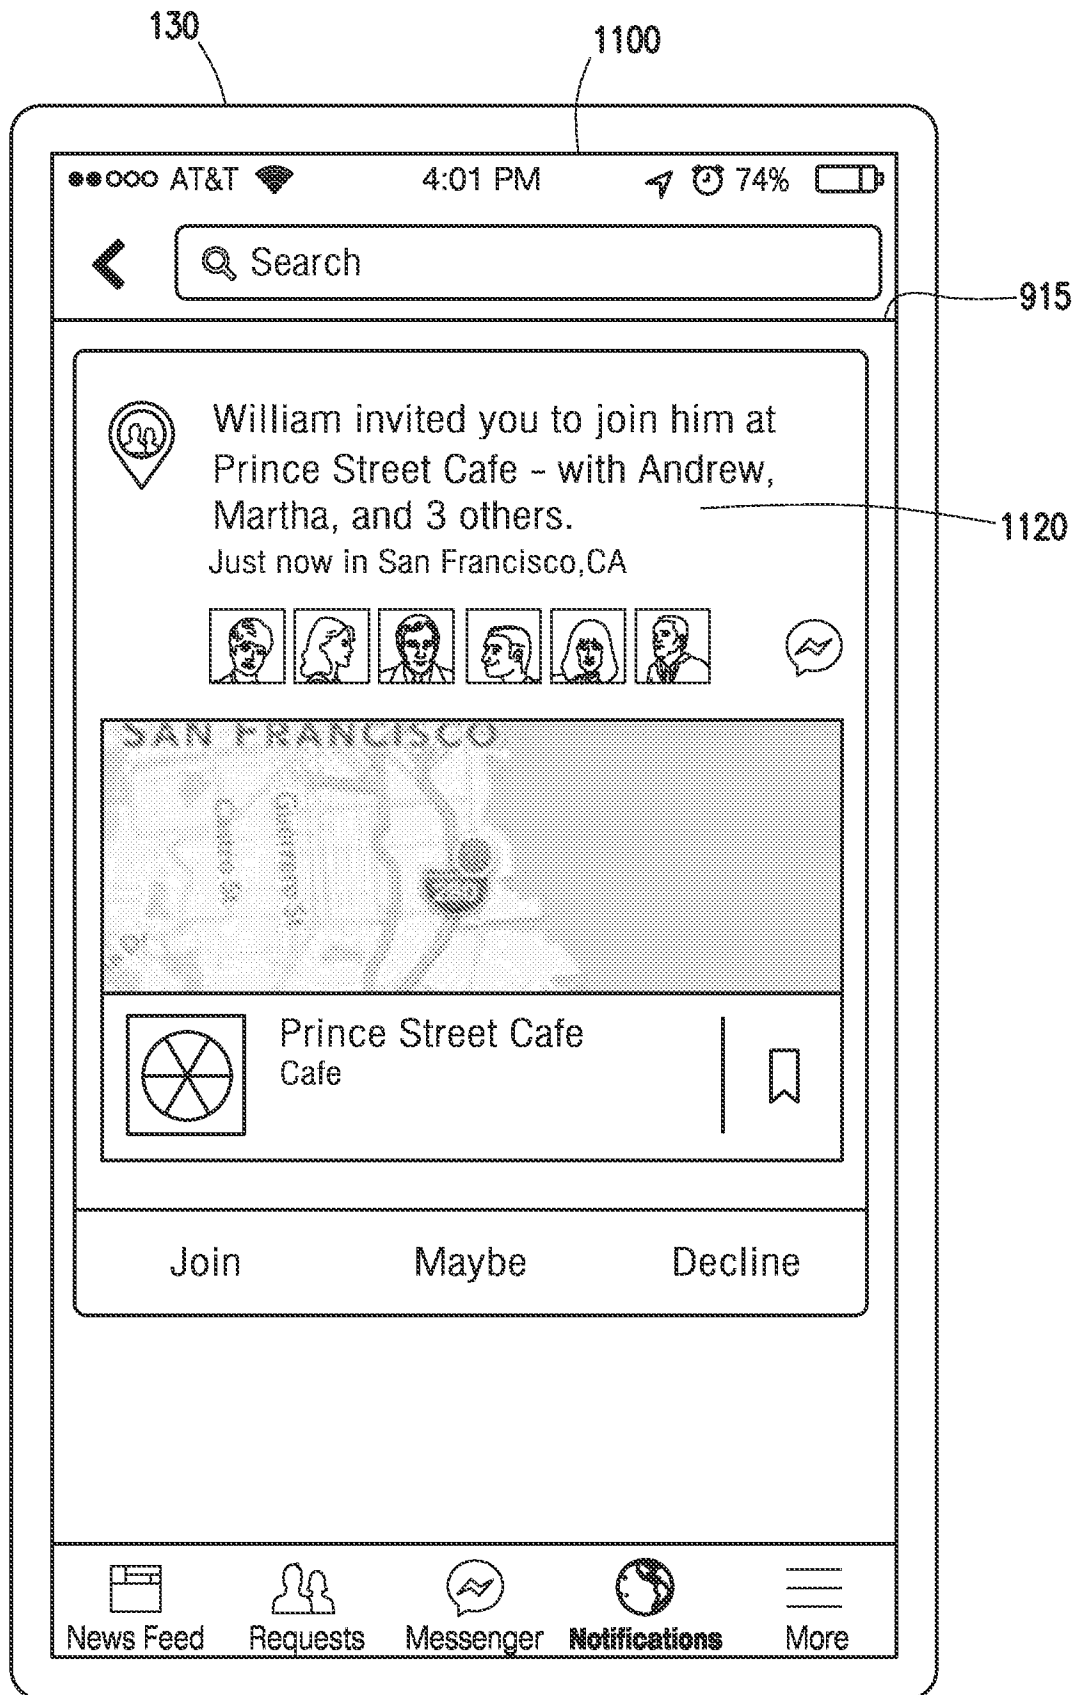 130
1100
AT&T 4:01 PM 74%
Search
915
William invited you to join him at
Prince Street Cafe - with Andrew,
Martha, and 3 others.
1120
Just now in San Francisco,CA
SAN FRANCISCO
Prince Street Cafe
Cafe
Join Maybe Decline
News Feed Requests Messenger Notifications More